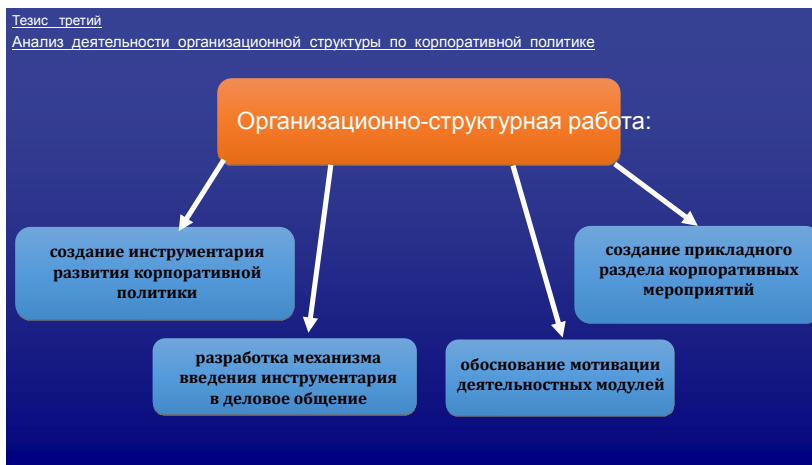 Тезис третий
Анализ деятельности организационной структуры по корпоративной политике
Организационно-структурная работа:
создание инструментария
развития корпоративной
политики
создание прикладного
раздела корпоративных
мероприятий
разработка механизма
введения инструментария
в деловое общение
обоснование мотивации
деятельностных модулей